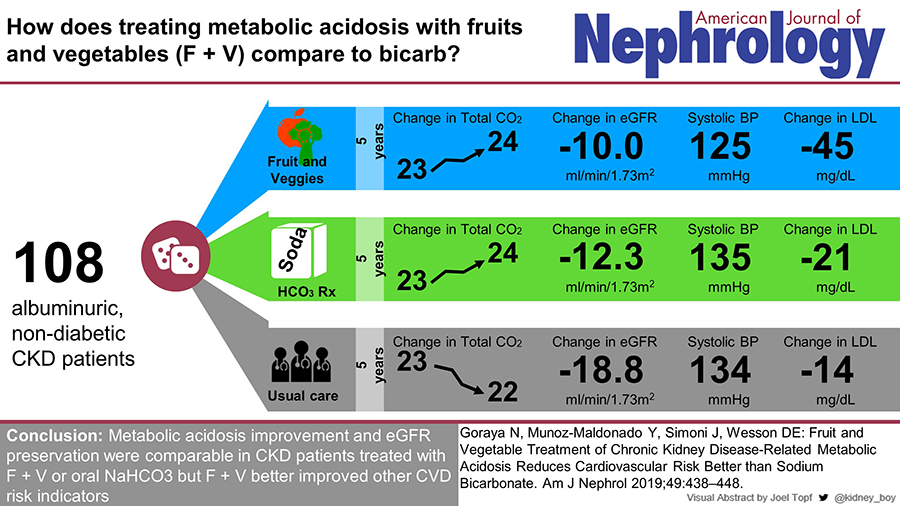 How does treating metabolic acidosis with fruits
and vegetables (F + V) compare to bicarb?
American Journal of
Nephrology
108
albuminuric,
non-diabetic
CKD patients
Fruit and
Veggies
5
years
Change in Total CO2
23
24
Change in eGFR
-10.0
ml/min/1.73m2
Systolic BP
125
mmHg
Change in LDL
-45
mg/dL
Soda
HCO3 Rx
5
years
Change in Total CO2
23
24
Change in eGFR
-12.3
ml/min/1.73m2
Systolic BP
135
mmHg
Change in LDL
-21
mg/dL
Usual care
5
years
Change in Total CO2
23
22
Change in eGFR
-18.8
ml/min/1.73m2
Systolic BP
134
mmHg
Change in LDL
-14
mg/dL
Conclusion: Metabolic acidosis improvement and eGFR
preservation were comparable in CKD patients treated with
F + V or oral NaHCO3 but F + V better improved other CVD
risk indicators
Goraya N, Munoz-Maldonado Y, Simoni J, Wesson DE: Fruit and
Vegetable Treatment of Chronic Kidney Disease-Related Metabolic
Acidosis Reduces Cardiovascular Risk Better than Sodium
Bicarbonate. Am J Nephrol 2019;49:438–448.
Visual Abstract by Joel Topf @kidney_boy